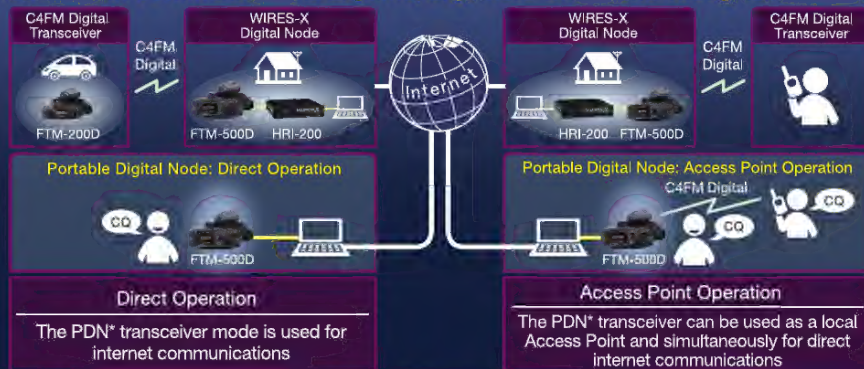 C4FM Digital
Transceiver
C4FM
Digital
FTM-200D
WIRES-X
Digital Node
FTM-500D
HRI-200
Internet
WIRES-X
Digital Node
HRI-200
FTM-500D
C4FM
Digital
C4FM Digital
Transceiver
Portable Digital Node: Direct Operation
CQ
FTM-500D
Portable Digital Node: Access Point Operation
C4FM Digital
FTM-500D
CQ
CQ
Direct Operation
The PDN* transceiver mode is used for
internet communications
Access Point Operation
The PDN* transceiver can be used as a local
Access Point and simultaneously for direct
internet communications